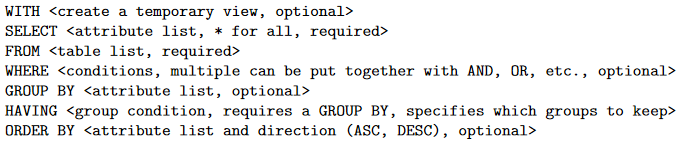 WITH <create a temporary view, optional>
SELECT <attribute list, * for all, required>
FROM <table list, required>
WHERE <conditions, multiple can be put together with AND, OR, etc., optional>
GROUP BY <attribute list, optional>
HAVING <group condition, requires a GROUP BY, specifies which groups to keep>
ORDER BY <attribute list and direction (ASC, DESC), optional>